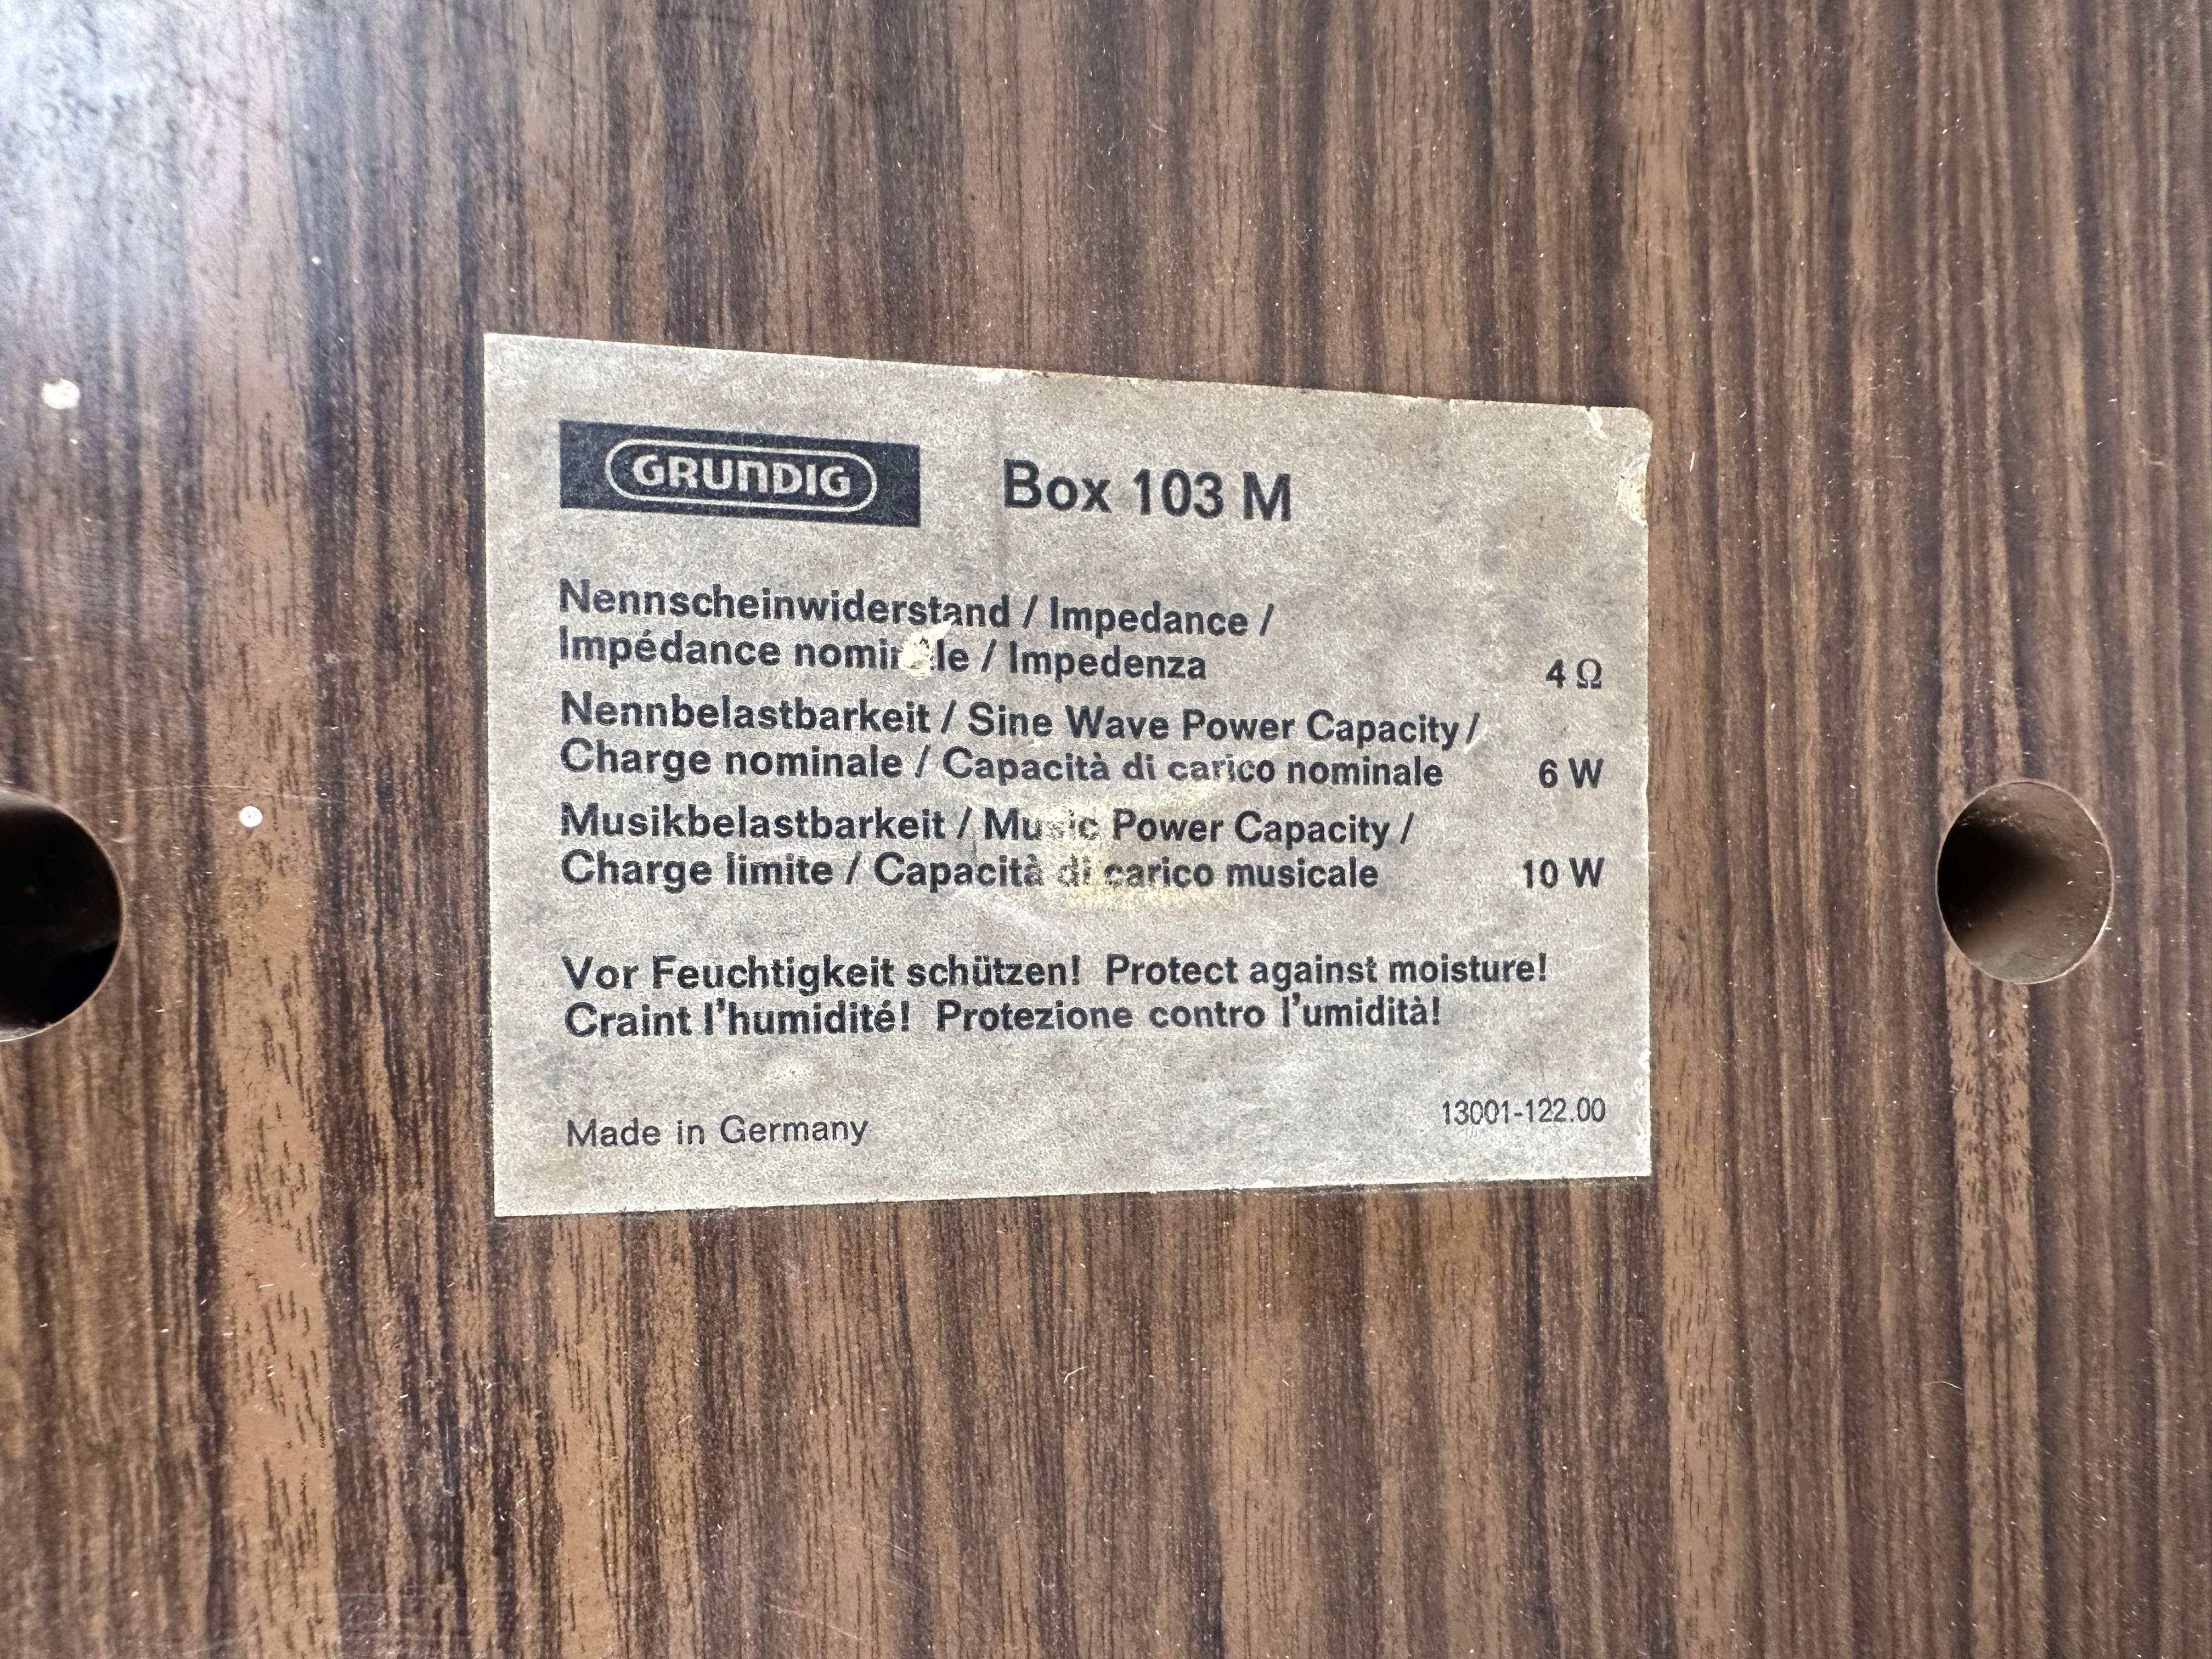 GRUNDIG Box 103 M
Nennscheinwiderstand / Impedance /
Impédance nominale / Impedenza 4 Ω
Nennbelastbarkeit / Sine Wave Power Capacity /
Charge nominale / Capacità di carico nominale 6 W
Musikbelastbarkeit / Music Power Capacity /
Charge limite / Capacità di carico musicale 10 W
Vor Feuchtigkeit schützen! Protect against moisture!
Craint l'humidité! Protezione contro l'umidità!
13001-122.00
Made in Germany